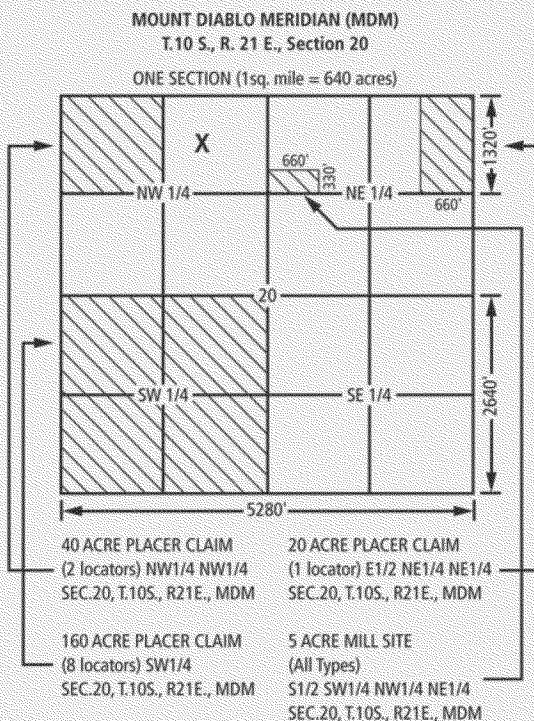 MOUNT DIABLO MERIDIAN (MDM)
T.10 S., R. 21 E., Section 20
ONE SECTION (1sq. mile = 640 acres)
X
660'
330'
1320'
NW 1/4
NE 1/4
660'
20
SW 1/4
SE 1/4
2640'
5280'
40 ACRE PLACER CLAIM
(2 locators) NW1/4 NW1/4
SEC.20, T.10S., R21E., MDM
20 ACRE PLACER CLAIM
(1 locator) E1/2 NE1/4 NE1/4
SEC.20, T.10S., R21E., MDM
160 ACRE PLACER CLAIM
(8 locators) SW1/4
SEC.20, T.10S., R21E., MDM
5 ACRE MILL SITE
(All Types)
S1/2 SW1/4 NW1/4 NE1/4
SEC.20, T.10S., R21E., MDM